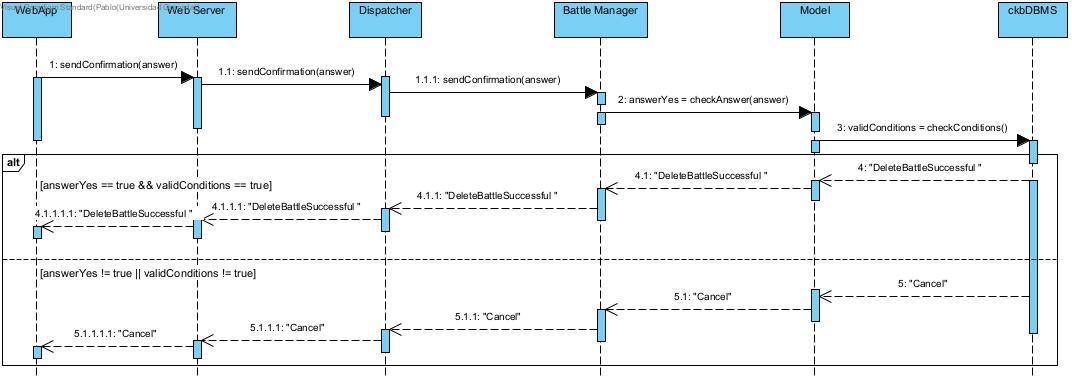 Visual Paradigm Standard(Pablo(Universidad
WebApp
Web Server
Dispatcher
Battle Manager
Model
ckbDBMS
1: sendConfirmation(answer)
1.1: sendConfirmation(answer)
1.1.1: sendConfirmation(answer)
2: answerYes = checkAnswer(answer)
3: validConditions = checkConditions()
alt
[answerYes == true && validConditions == true]
4: "DeleteBattleSuccessful "
4.1: "DeleteBattleSuccessful "
4.1.1: "DeleteBattleSuccessful "
4.1.1.1: "DeleteBattleSuccessful "
4.1.1.1.1: "DeleteBattleSuccessful "
[answerYes != true || validConditions != true]
5: "Cancel"
5.1: "Cancel"
5.1.1: "Cancel"
5.1.1.1: "Cancel"
5.1.1.1.1: "Cancel"